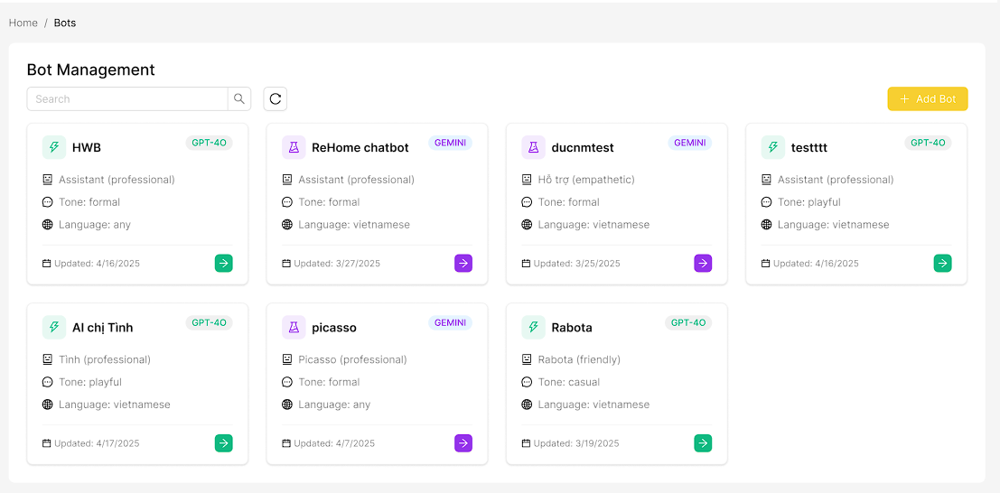 Home / Bots
Bot Management
Search
+ Add Bot
HWB
GPT-4O
Assistant (professional)
Tone: formal
Language: any
Updated: 4/16/2025
ReHome chatbot
GEMINI
Assistant (professional)
Tone: formal
Language: vietnamese
Updated: 3/27/2025
ducnmtest
GEMINI
Hỗ trợ (empathetic)
Tone: formal
Language: vietnamese
Updated: 3/25/2025
testttt
GPT-4O
Assistant (professional)
Tone: playful
Language: vietnamese
Updated: 4/16/2025
AI chị Tình
GPT-4O
Tình (professional)
Tone: playful
Language: vietnamese
Updated: 4/17/2025
picasso
GEMINI
Picasso (professional)
Tone: formal
Language: any
Updated: 4/7/2025
Rabota
GPT-4O
Rabota (friendly)
Tone: casual
Language: vietnamese
Updated: 3/19/2025